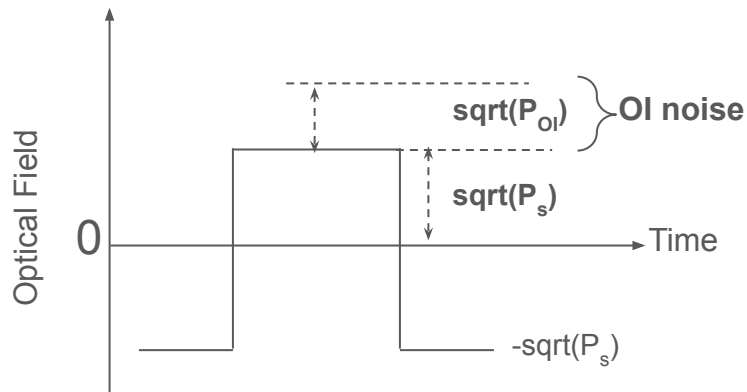 sqrt(P_OI)
OI noise
sqrt(P_s)
Optical Field
0
Time
-sqrt(P_s)